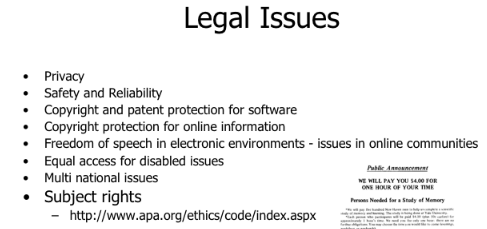 Legal Issues
• Privacy
• Safety and Reliability
• Copyright and patent protection for software
• Copyright protection for online information
• Freedom of speech in electronic environments - issues in online communities
• Equal access for disabled issues
• Multi national issues
• Subject rights
– http://www.apa.org/ethics/code/index.aspx
Public Announcement
WE WILL PAY YOU $4.00 FOR
ONE HOUR OF YOUR TIME
Persons Needed for a Study of Memory